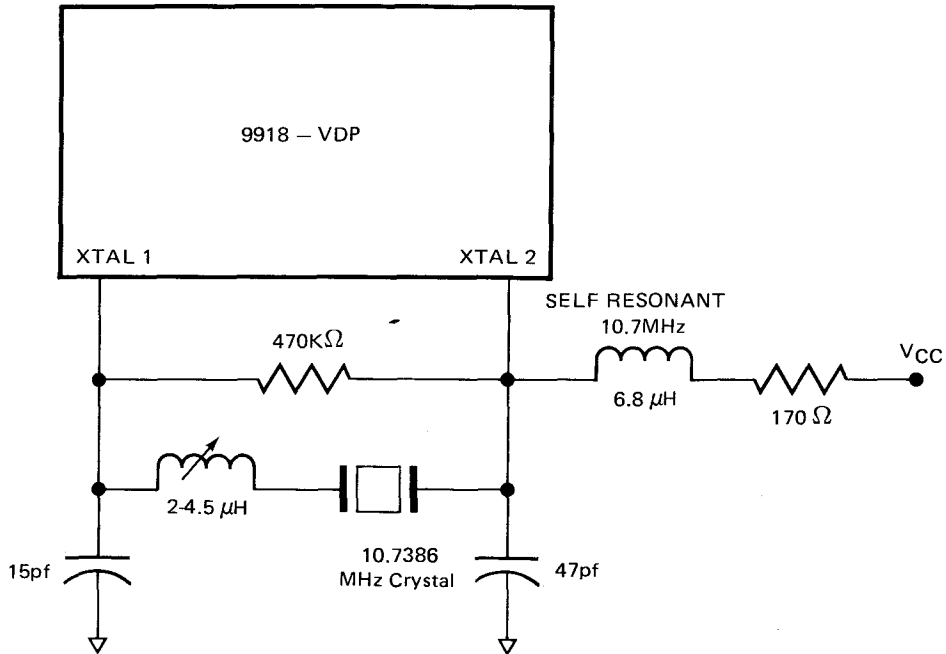 9918 – VDP
XTAL 1
XTAL 2
SELF RESONANT
10.7MHz
470KΩ
VCC
6.8 μH
170 Ω
2-4.5 μH
15pf
10.7386
MHz Crystal
47pf